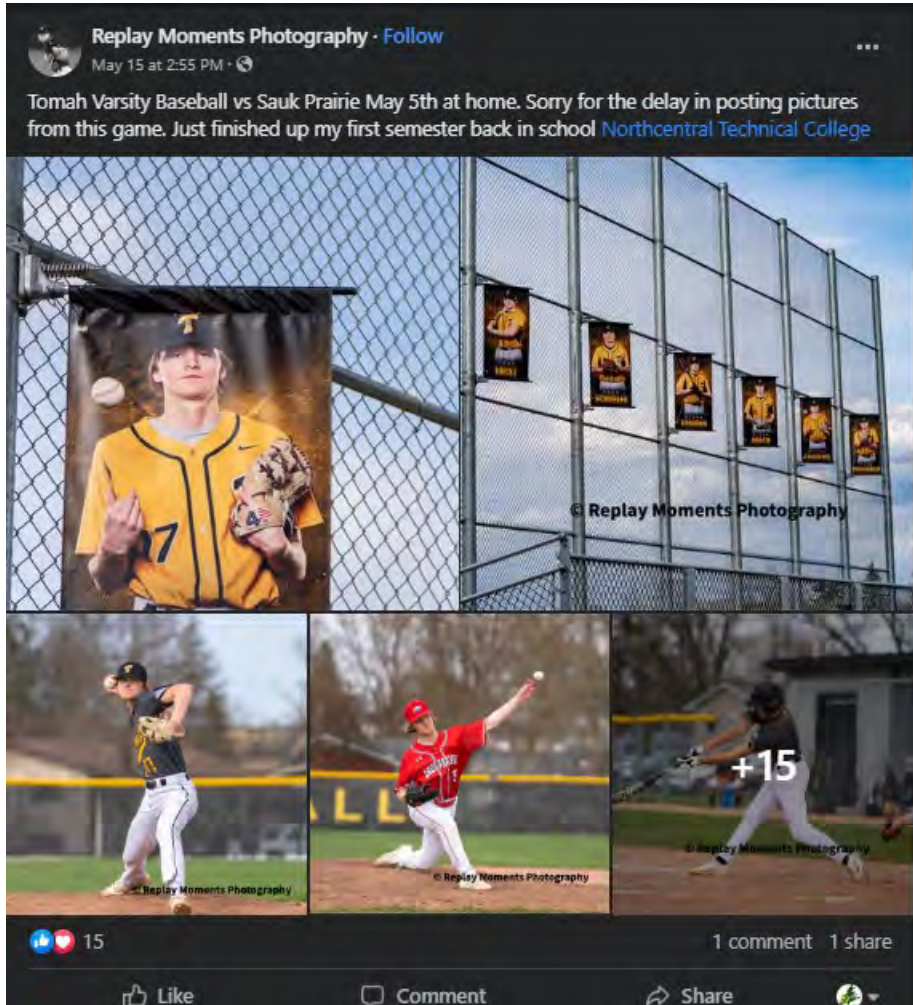 Replay Moments Photography · Follow
May 15 at 2:55 PM ·
Tomah Varsity Baseball vs Sauk Prairie May 5th at home. Sorry for the delay in posting pictures
from this game. Just finished up my first semester back in school Northcentral Technical College
T
17
4
© Replay Moments Photography
T
© Replay Moments Photography
ALL
© Replay Moments Photography
+15
© Replay Moments Photography
15
1 comment 1 share
Like Comment Share